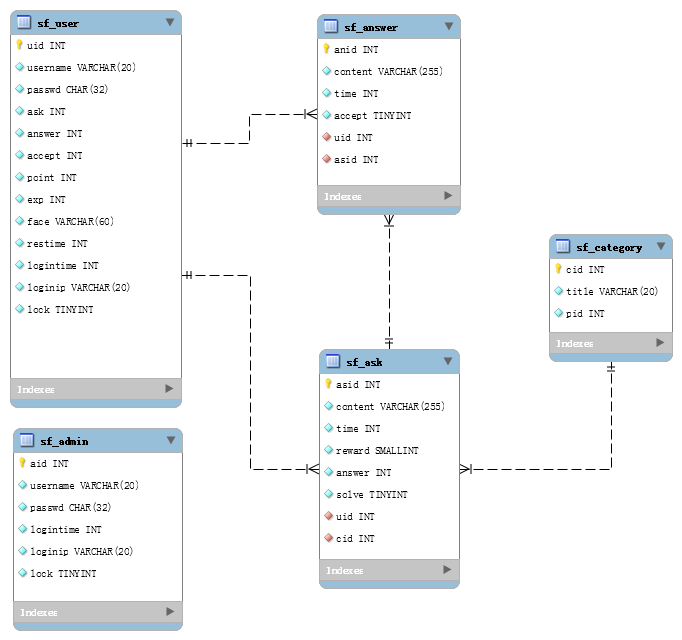 sf_user
uid INT
username VARCHAR(20)
passwd CHAR(32)
ask INT
answer INT
accept INT
point INT
exp INT
face VARCHAR(60)
restime INT
logintime INT
loginip VARCHAR(20)
lock TINYINT
Indexes
sf_answer
anid INT
content VARCHAR(255)
time INT
accept TINYINT
uid INT
asid INT
Indexes
sf_category
cid INT
title VARCHAR(20)
pid INT
Indexes
sf_ask
asid INT
content VARCHAR(255)
time INT
reward SMALLINT
answer INT
solve TINYINT
uid INT
cid INT
Indexes
sf_admin
aid INT
username VARCHAR(20)
passwd CHAR(32)
logintime INT
loginip VARCHAR(20)
lock TINYINT
Indexes